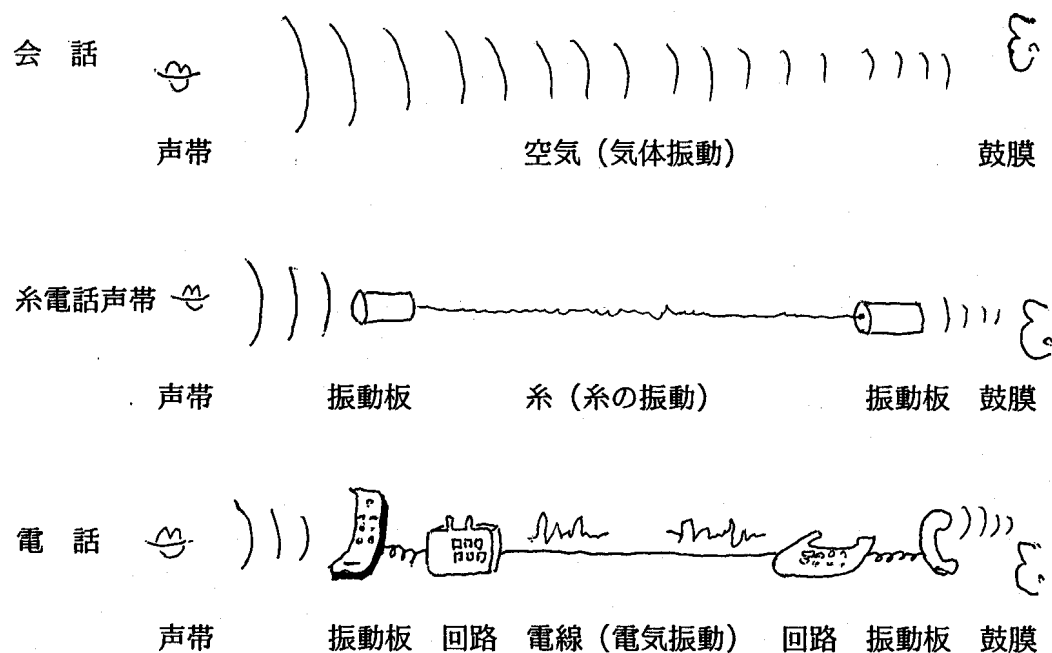 会 話
声帯 空気（気体振動） 鼓膜
糸電話声帯
声帯 振動板 糸（糸の振動） 振動板 鼓膜
電 話
声帯 振動板 回路 電線（電気振動） 回路 振動板 鼓膜